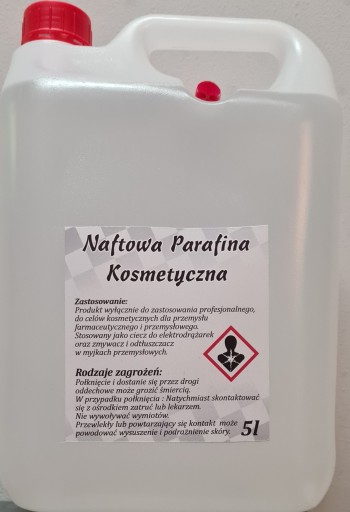 Naftowa Parafina
Kosmetyczna
Zastosowanie:
Produkt wyłącznie do zastosowania profesjonalnego,
do celów kosmetycznych dla przemysłu
farmaceutycznego i przemysłowego.
Stosowany jako ciecz do elektrodrążarek
oraz zmywacz i odtłuszczacz
w myjkach przemysłowych.
Rodzaje zagrożeń:
Połknięcie i dostanie się przez drogi
oddechowe może grozić śmiercią.
W przypadku połknięcia : Natychmiast skontaktować
się z ośrodkiem zatruć lub lekarzem.
Nie wywoływać wymiotów.
Przewlekły lub powtarzający się kontakt może
powodować wysuszenie i podrażnienie skóry. 5l